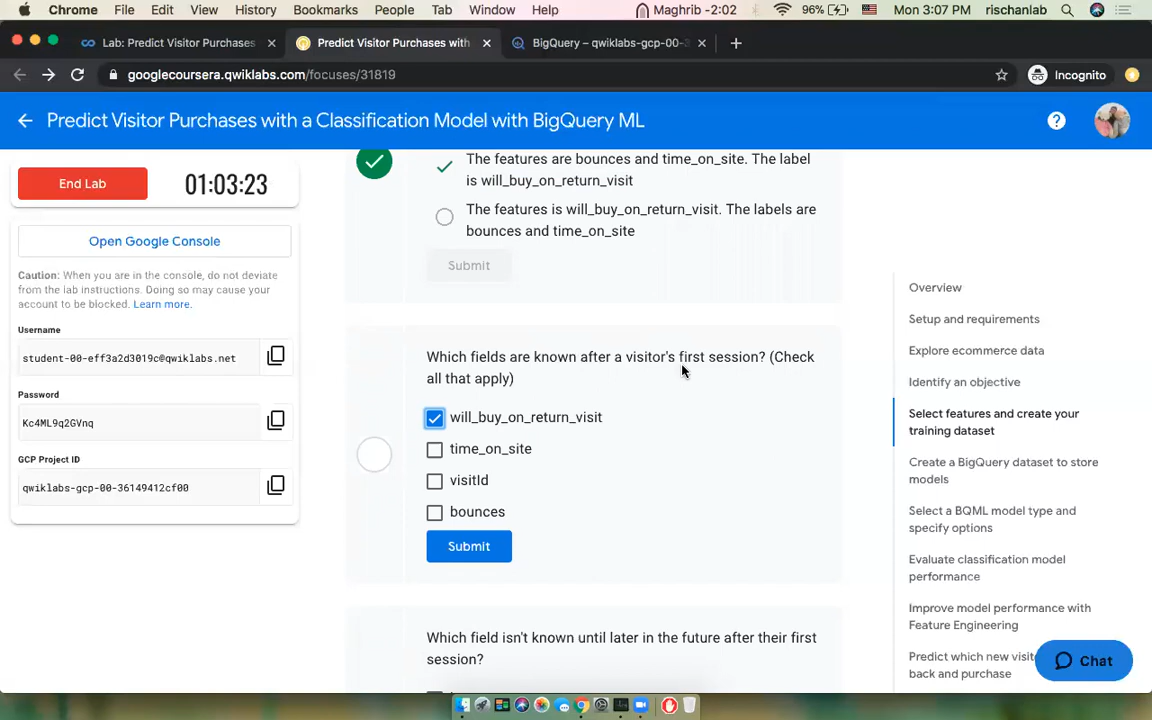 Chrome File Edit View History Bookmarks People Tab Window Help Maghrib -2:02 96% Mon 3:07 PM rischanlab
Lab: Predict Visitor Purchases Predict Visitor Purchases with BigQuery – qwiklabs-gcp-00-3
googlecoursera.qwiklabs.com/focuses/31819 Incognito
Predict Visitor Purchases with a Classification Model with BigQuery ML
End Lab 01:03:23
Open Google Console
Caution: When you are in the console, do not deviate
from the lab instructions. Doing so may cause your
account to be blocked. Learn more.
Username
student-00-eff3a2d3019c@qwiklabs.net
Password
Kc4ML9q2GVnq
GCP Project ID
qwiklabs-gcp-00-36149412cf00
The features are bounces and time_on_site. The label
is will_buy_on_return_visit
The features is will_buy_on_return_visit. The labels are
bounces and time_on_site
Submit
Which fields are known after a visitor's first session? (Check
all that apply)
will_buy_on_return_visit
time_on_site
visitId
bounces
Submit
Which field isn't known until later in the future after their first
session?
Overview
Setup and requirements
Explore ecommerce data
Identify an objective
Select features and create your
training dataset
Create a BigQuery dataset to store
models
Select a BQML model type and
specify options
Evaluate classification model
performance
Improve model performance with
Feature Engineering
Predict which new
back and purchase
Chat